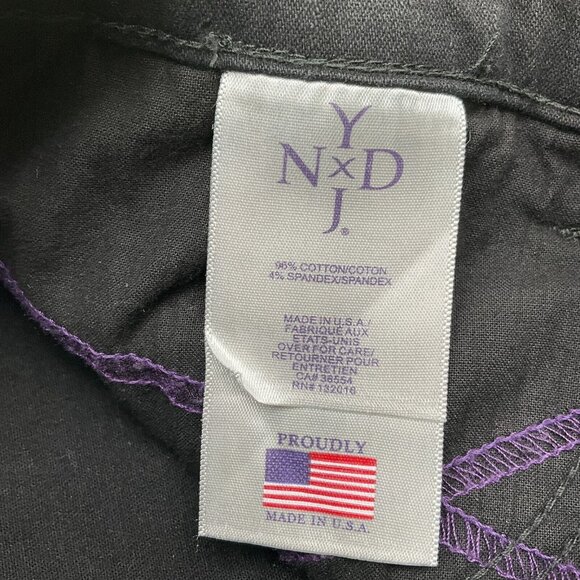 Y
N×D
J®
96% COTTON/COTON
4% SPANDEX/SPANDEX
MADE IN U.S.A./
FABRIQUE AUX
ETATS-UNIS
OVER FOR CARE/
RETOURNER POUR
ENTRETIEN
CA# 36554
RN# 132016
PROUDLY
MADE IN U.S.A.